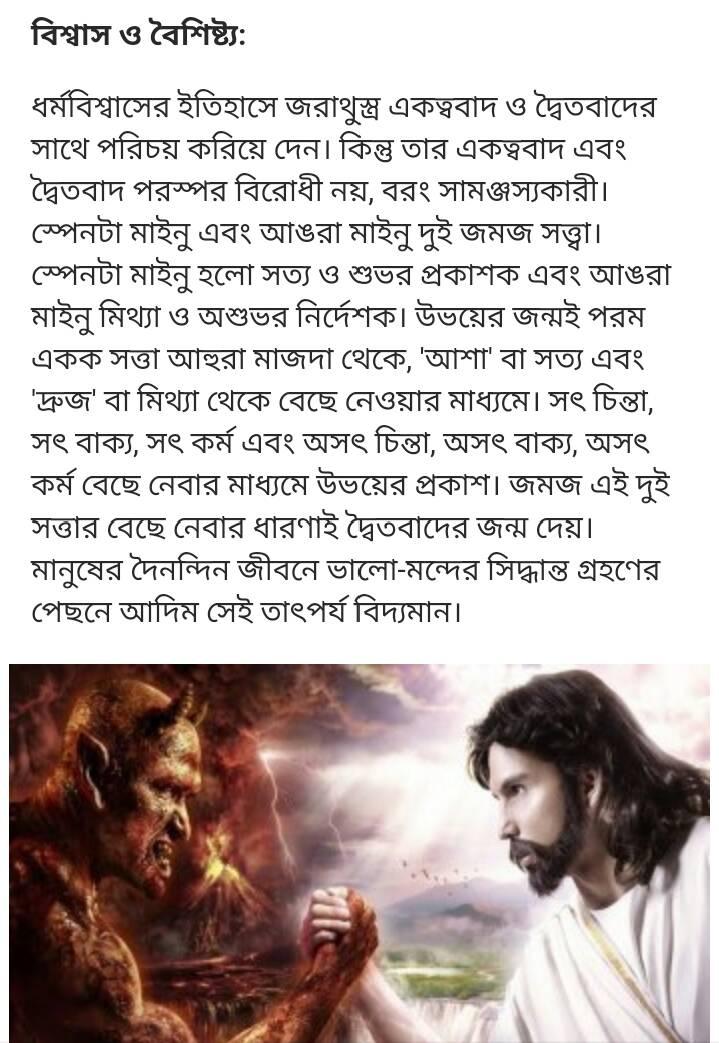 বিশ্বাস ও বৈশিষ্ট্য:
ধর্মবিশ্বাসের ইতিহাসে জরাথুস্ত্র একত্ববাদ ও দ্বৈতবাদের
সাথে পরিচয় করিয়ে দেন। কিন্তু তার একত্ববাদ এবং
দ্বৈতবাদ পরস্পর বিরোধী নয়, বরং সামঞ্জস্যকারী।
স্পেনটা মাইনু এবং আঙরা মাইনু দুই জমজ সত্ত্বা।
স্পেনটা মাইনু হলো সত্য ও শুভর প্রকাশক এবং আঙরা
মাইনু মিথ্যা ও অশুভর নির্দেশক। উভয়ের জন্মই পরম
একক সত্তা আহুরা মাজদা থেকে, 'আশা' বা সত্য এবং
'দ্রুজ' বা মিথ্যা থেকে বেছে নেওয়ার মাধ্যমে। সৎ চিন্তা,
সৎ বাক্য, সৎ কর্ম এবং অসৎ চিন্তা, অসৎ বাক্য, অসৎ
কর্ম বেছে নেবার মাধ্যমে উভয়ের প্রকাশ। জমজ এই দুই
সত্তার বেছে নেবার ধারণাই দ্বৈতবাদের জন্ম দেয়।
মানুষের দৈনন্দিন জীবনে ভালো-মন্দের সিদ্ধান্ত গ্রহণের
পেছনে আদিম সেই তাৎপর্য বিদ্যমান।